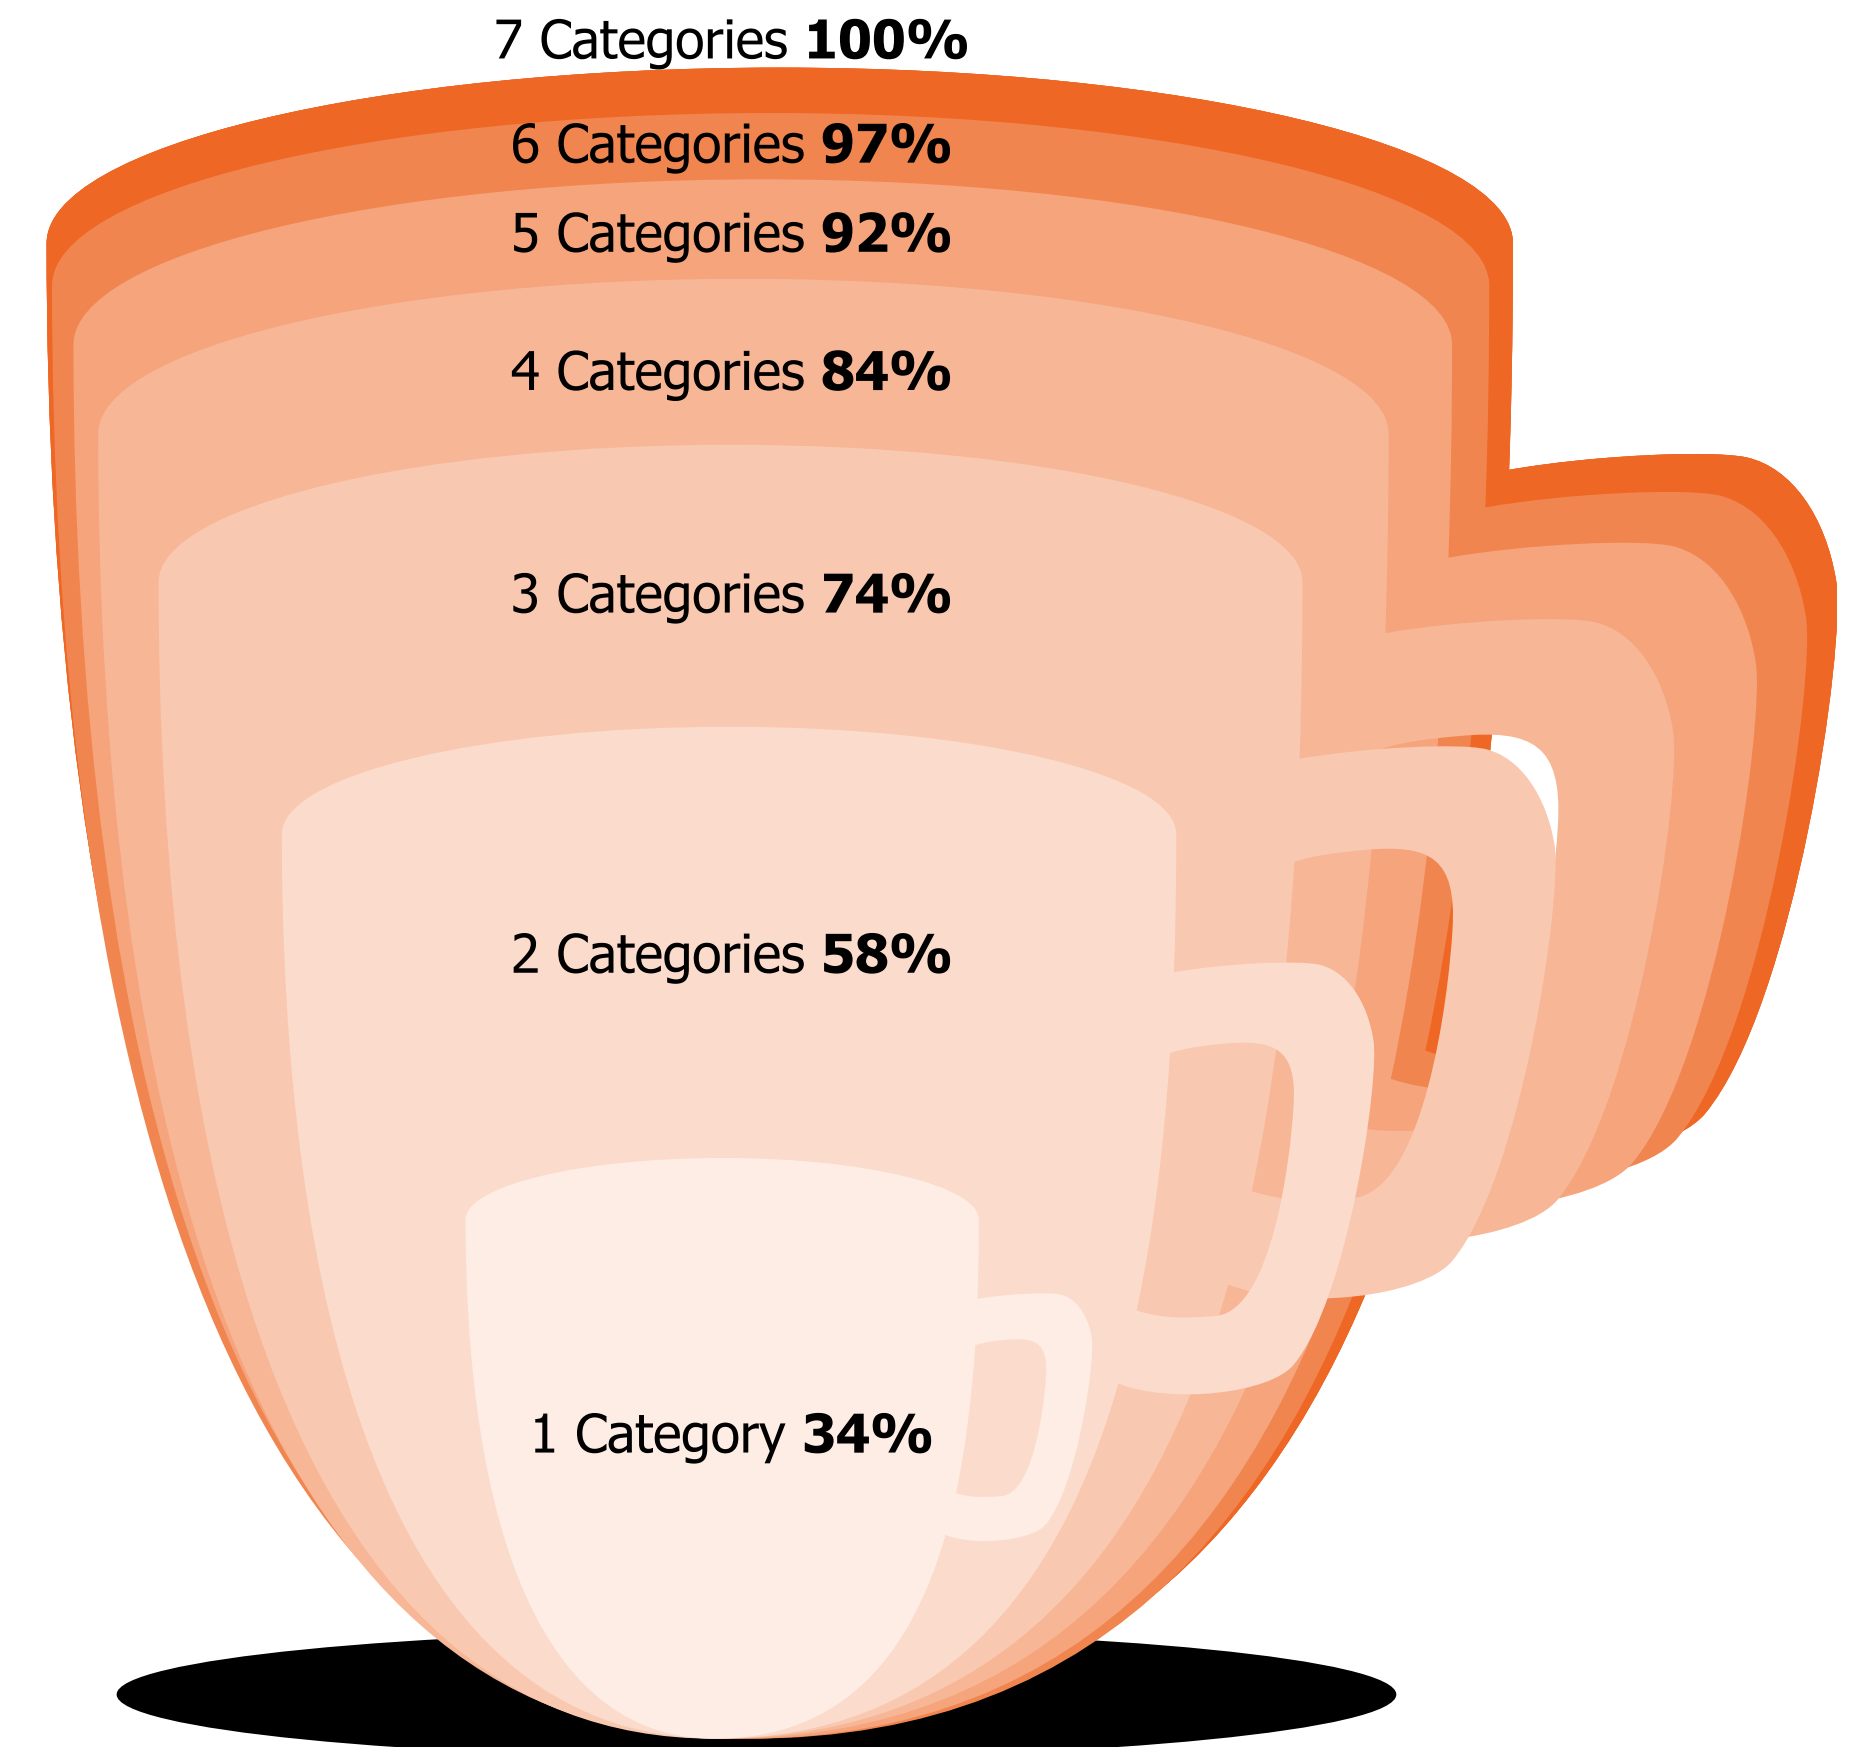 7 Categories 100%
6 Categories 97%
5 Categories 92%
4 Categories 84%
3 Categories 74%
2 Categories 58%
1 Category 34%